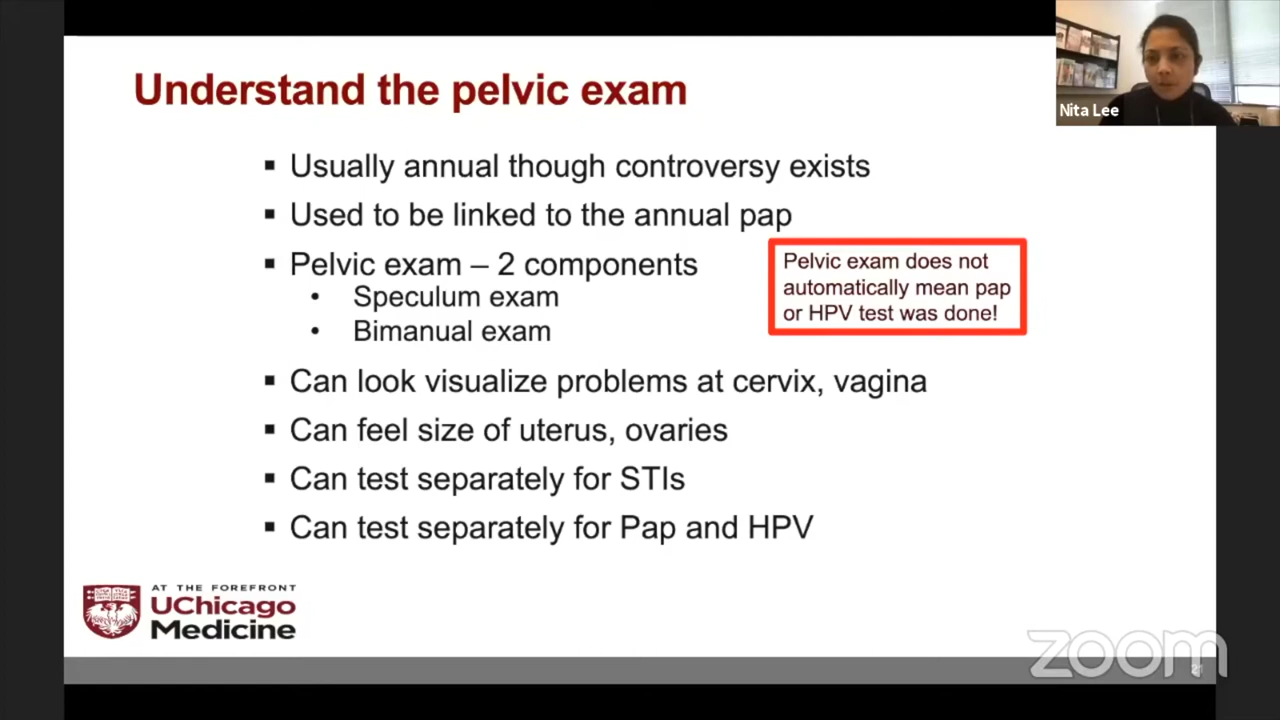 Understand the pelvic exam
Nita Lee
▪ Usually annual though controversy exists
▪ Used to be linked to the annual pap
▪ Pelvic exam – 2 components
• Speculum exam
• Bimanual exam
Pelvic exam does not
automatically mean pap
or HPV test was done!
▪ Can look visualize problems at cervix, vagina
▪ Can feel size of uterus, ovaries
▪ Can test separately for STIs
▪ Can test separately for Pap and HPV
AT THE FOREFRONT
UChicago
Medicine
zoom